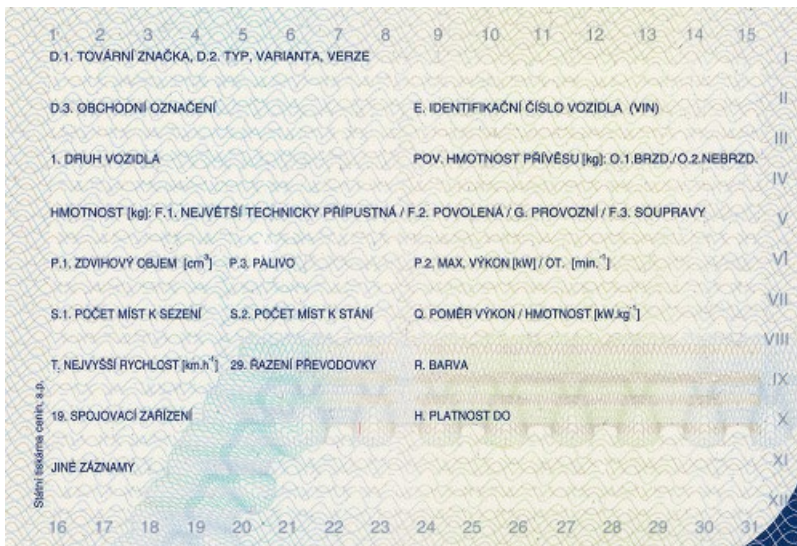 1 2 3 4 5 6 7 8 9 10 11 12 13 14 15
D.1. TOVÁRNÍ ZNAČKA, D.2. TYP, VARIANTA, VERZE
I
II
D.3. OBCHODNÍ OZNAČENÍ E. IDENTIFIKAČNÍ ČÍSLO VOZIDLA (VIN)
III
1. DRUH VOZIDLA POV. HMOTNOST PŘÍVĚSU [kg]: O.1.BRZD./O.2.NEBRZD.
IV
HMOTNOST [kg]: F.1. NEJVĚTŠÍ TECHNICKY PŘÍPUSTNÁ / F.2. POVOLENÁ / G. PROVOZNÍ / F.3. SOUPRAVY V
P.1. ZDVIHOVÝ OBJEM [cm³] P.3. PALIVO P.2. MAX. VÝKON [kW] / OT. [min.⁻¹] VI
VII
S.1. POČET MÍST K SEZENÍ S.2. POČET MÍST K STÁNÍ Q. POMĚR VÝKON / HMOTNOST [kW.kg⁻¹]
VIII
T. NEJVYŠŠÍ RYCHLOST [km.h⁻¹] 29. ŘAZENÍ PŘEVODOVKY R. BARVA
IX
19. SPOJOVACÍ ZAŘÍZENÍ H. PLATNOST DO X
JINÉ ZÁZNAMY XI
XII
Státní tiskárna cenin, s.p.
16 17 18 19 20 21 22 23 24 25 26 27 28 29 30 31